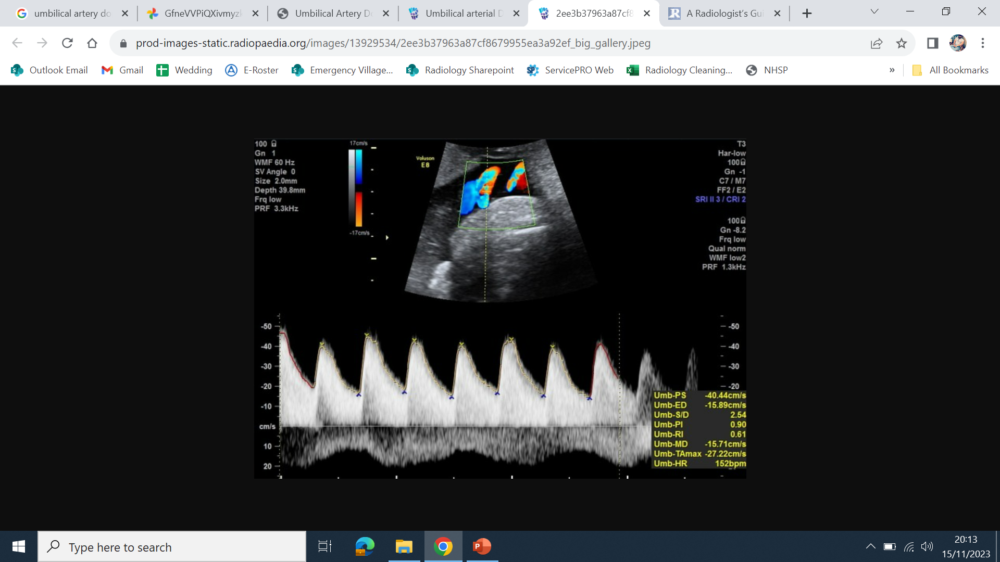 umbilical artery do
GfneVVPiQXivmyzk
Umbilical Artery Do
Umbilical arterial D
2ee3b37963a87cf8
A Radiologist's Gui
prod-images-static.radiopaedia.org/images/13929534/2ee3b37963a87cf8679955ea3a92ef_big_gallery.jpeg
Outlook Email
Gmail
Wedding
E-Roster
Emergency Village...
Radiology Sharepoint
ServicePRO Web
Radiology Cleaning...
NHSP
»
All Bookmarks
100
Gn 1
WMF 60 Hz
SV Angle 0
Size 2.0mm
Depth 39.8mm
Frq low
PRF 3.3kHz
17cm/s
-17cm/s
Voluson
E8
T3
Har-low
100
Gn -1
C7 / M7
FF2 / E2
SRI II 3 / CRI 2
100
Gn -8.2
Frq low
Qual norm
WMF low2
PRF 1.3kHz
-50
-40
-30
-20
-10
cm/s
10
20
-50
-40
-30
-20
Umb-PS -40.44cm/s
Umb-ED -15.89cm/s
Umb-S/D 2.54
Umb-PI 0.90
Umb-RI 0.61
Umb-MD -15.71cm/s
Umb-TAmax -27.22cm/s
Umb-HR 152bpm
Type here to search
20:13
15/11/2023